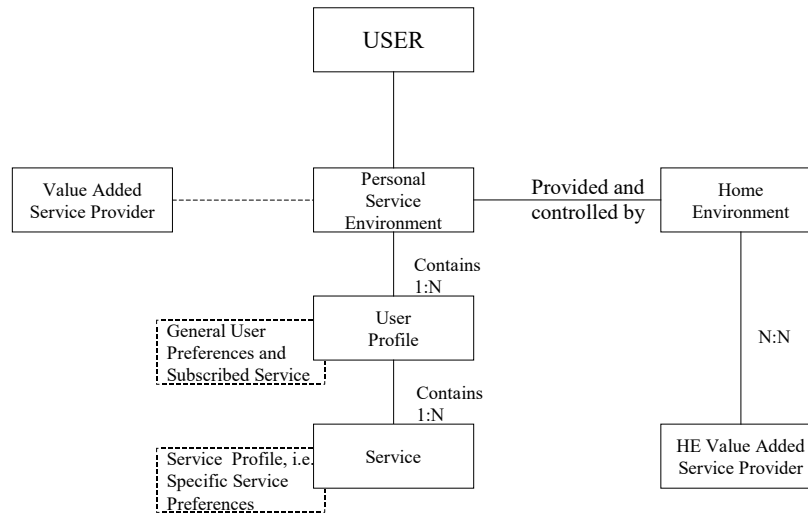 USER
Value Added
Service Provider
Personal
Service
Environment
Provided and
controlled by
Home
Environment
Contains
1:N
User
Profile
General User
Preferences and
Subscribed Service
N:N
Contains
1:N
Service
Service Profile, i.e.
Specific Service
Preferences
HE Value Added
Service Provider